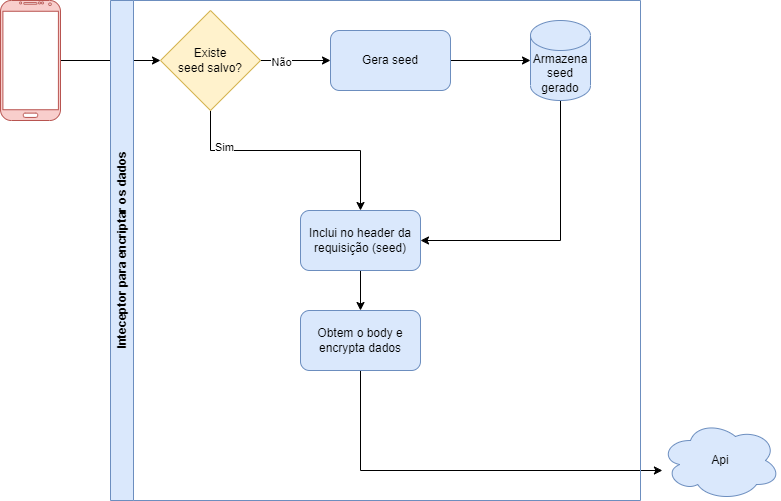 Existe
seed salvo?
Não
Gera seed
Armazena
seed
gerado
Sim
Inteceptor para encriptar os dados
Inclui no header da
requisição (seed)
Obtem o body e
encrypta dados
Api